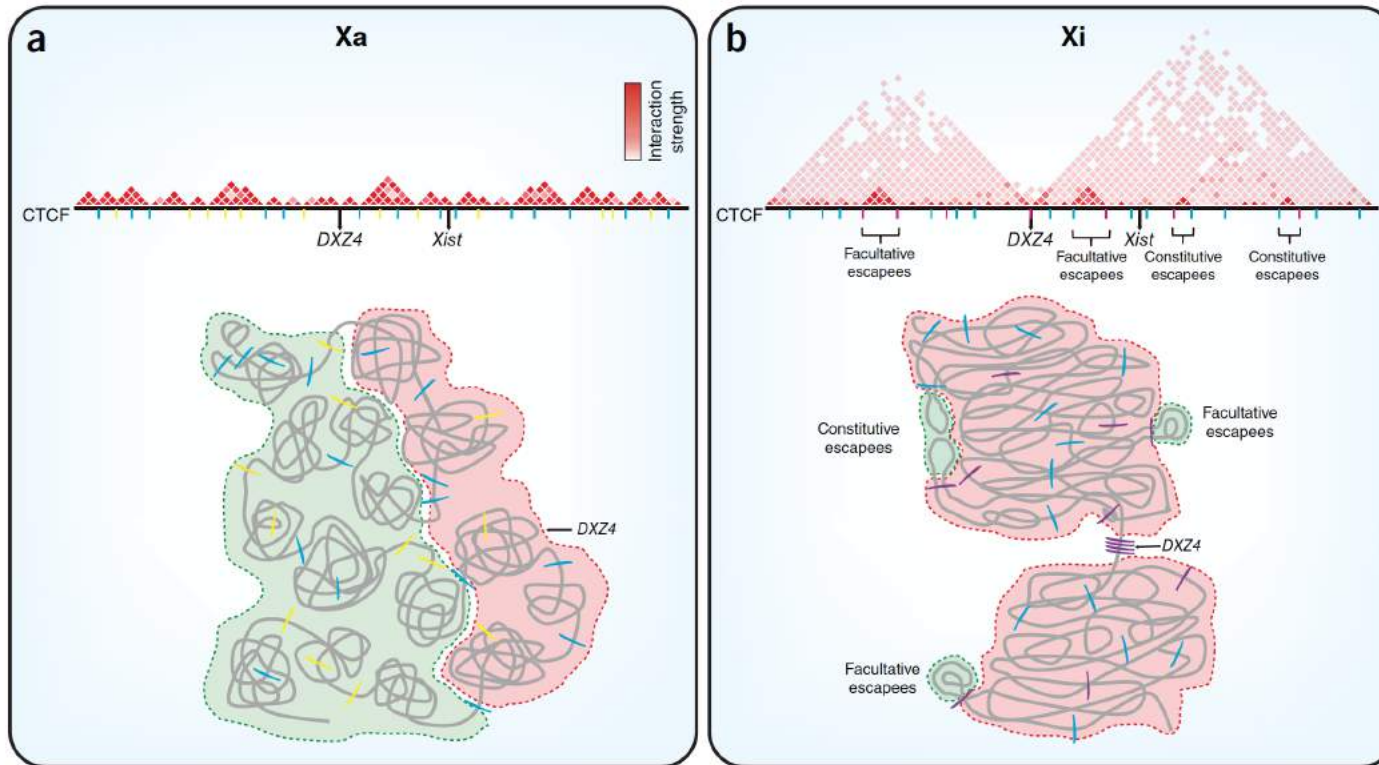 a
Xa
Interaction
strength
CTCF
DXZ4
Xist
DXZ4
b
Xi
CTCF
DXZ4
Xist
Facultative
escapees
Facultative
escapees
Constitutive
escapees
Constitutive
escapees
Constitutive
escapees
Facultative
escapees
DXZ4
Facultative
escapees